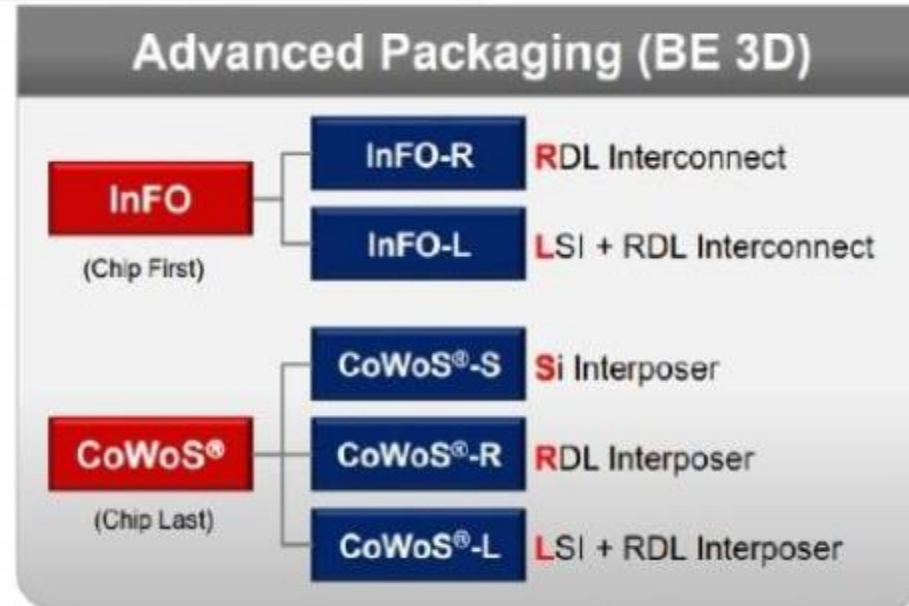 Advanced Packaging (BE 3D)
InFO
(Chip First)
InFO-R RDL Interconnect
InFO-L LSI + RDL Interconnect
CoWoS®
(Chip Last)
CoWoS®-S Si Interposer
CoWoS®-R RDL Interposer
CoWoS®-L LSI + RDL Interposer